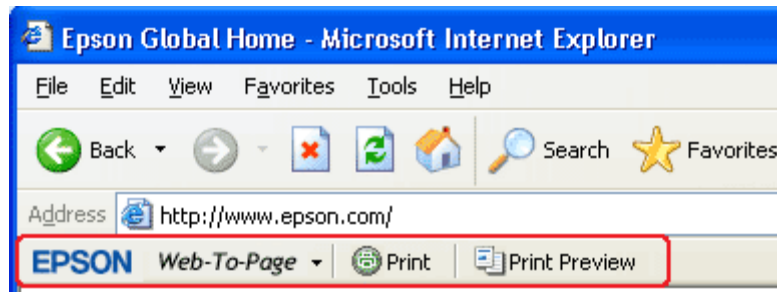 Epson Global Home - Microsoft Internet Explorer
File Edit View Favorites Tools Help
Back Search Favorites
Address http://www.epson.com/
EPSON Web-To-Page Print Print Preview